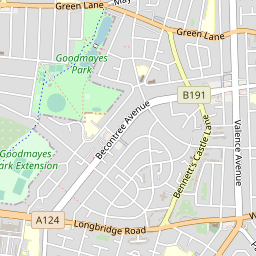 May
Green Lane
Green Lane
Goodmayes
Park
B191
Becontree Avenue
Bennett's Castle Lane
Valence Avenue
Goodmayes
Park Extension
A124
Longbridge Road
W